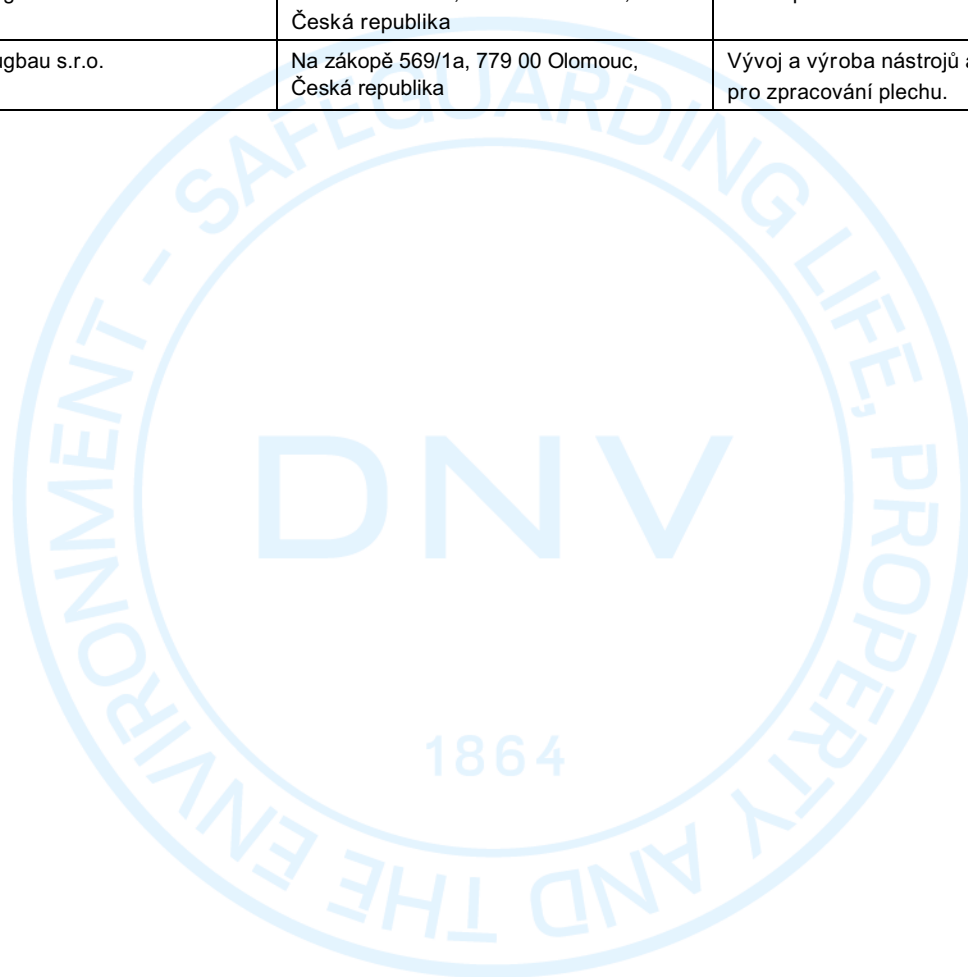 Česká republika
ugbau s.r.o.
Na zákopě 569/1a, 779 00 Olomouc,
Česká republika
Vývoj a výroba nástrojů a
pro zpracování plechu.
SAFEGUARDING LIFE, PROPERTY AND THE ENVIRONMENT -
DNV
1864